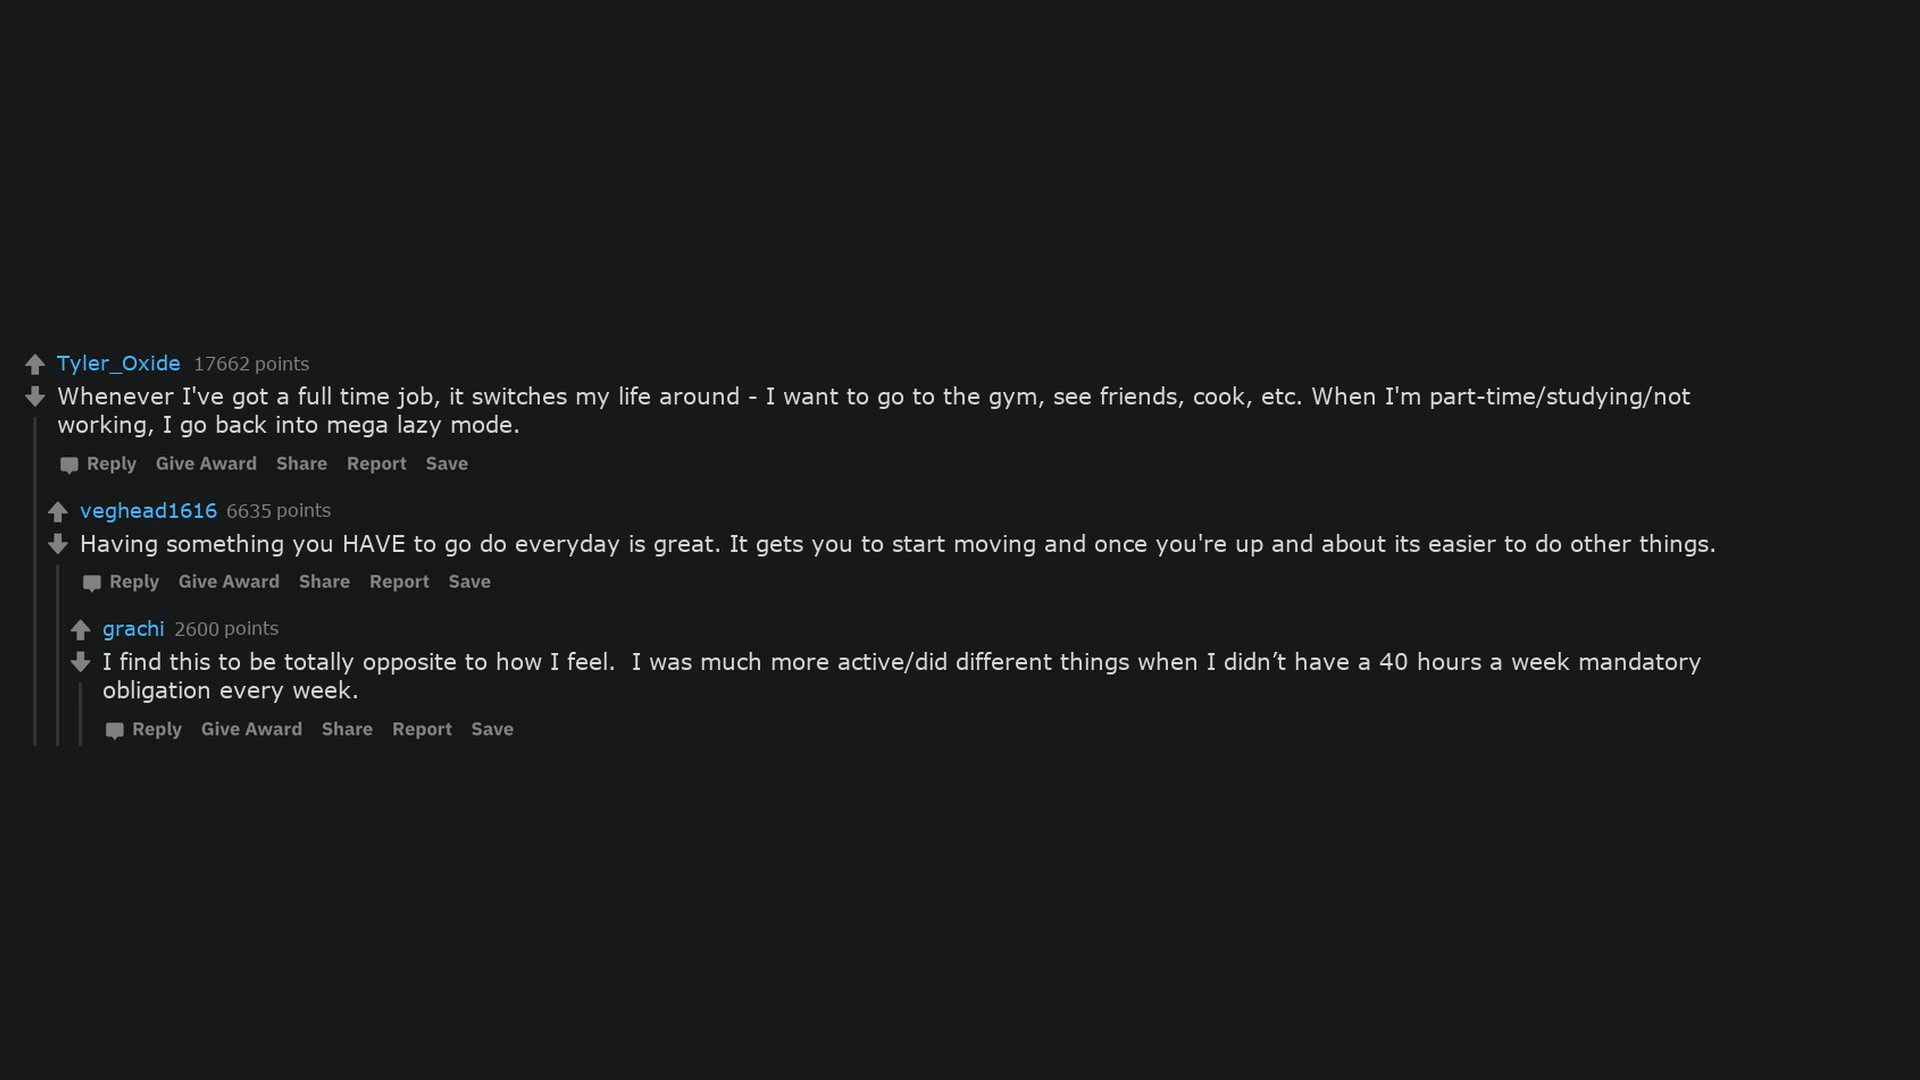 Tyler_Oxide 17662 points
Whenever I've got a full time job, it switches my life around - I want to go to the gym, see friends, cook, etc. When I'm part-time/studying/not
working, I go back into mega lazy mode.
Reply Give Award Share Report Save
veghead1616 6635 points
Having something you HAVE to go do everyday is great. It gets you to start moving and once you're up and about its easier to do other things.
Reply Give Award Share Report Save
grachi 2600 points
I find this to be totally opposite to how I feel.  I was much more active/did different things when I didn’t have a 40 hours a week mandatory
obligation every week.
Reply Give Award Share Report Save